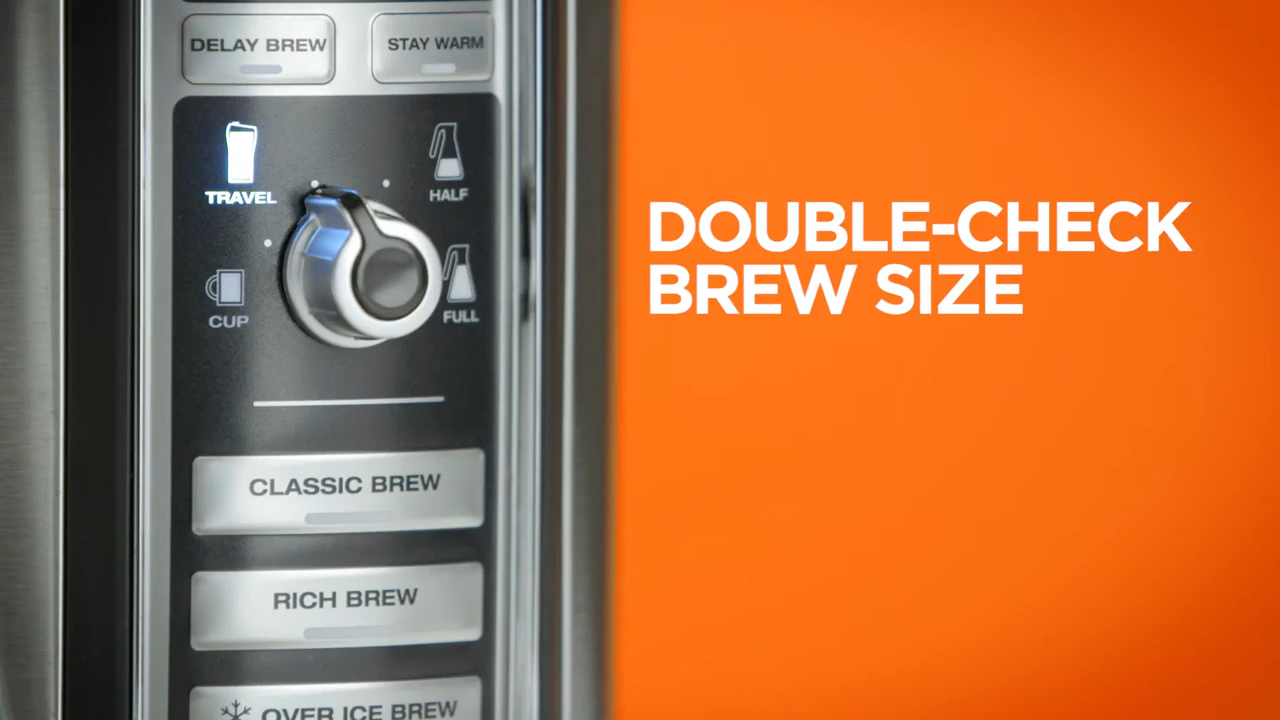 DELAY BREW
STAY WARM
TRAVEL
HALF
CUP
FULL
CLASSIC BREW
RICH BREW
OVER ICE BREW
DOUBLE-CHECK
BREW SIZE